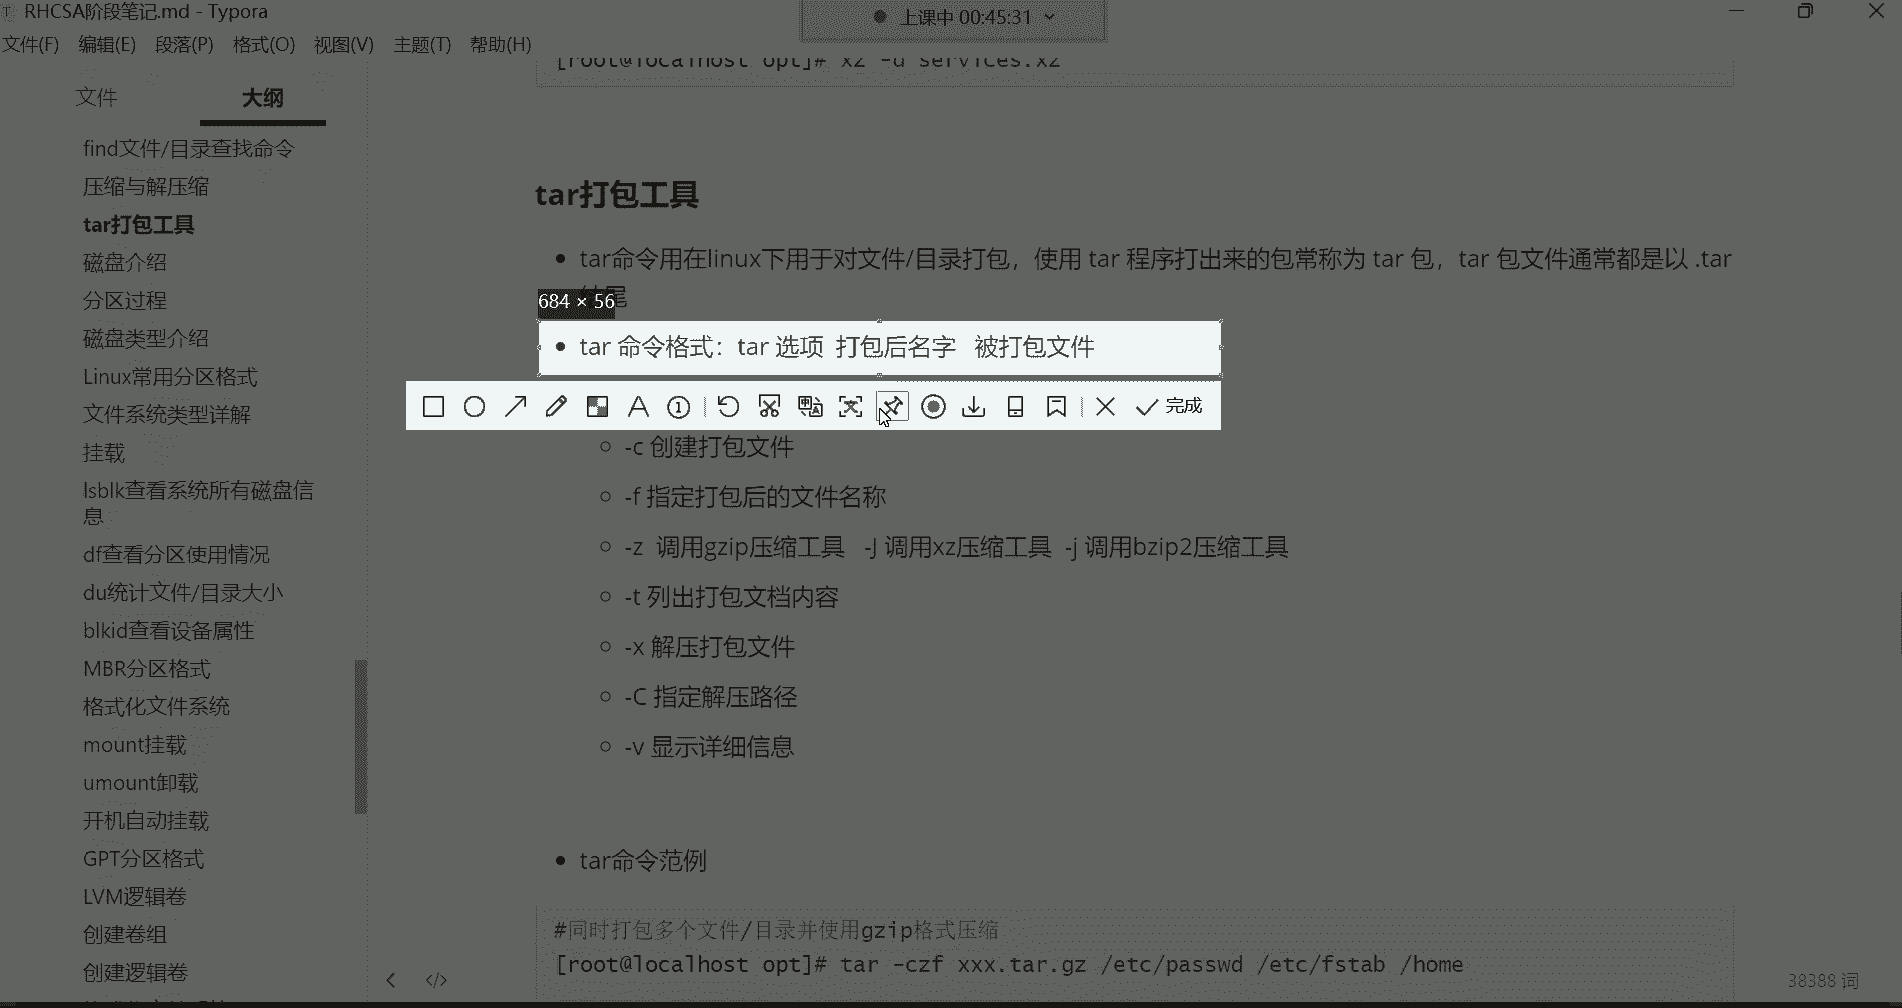 RHCSA阶段笔记.md - Typora
上课中 00:45:31
文件(F) 编辑(E) 段落(P) 格式(O) 视图(V) 主题(T) 帮助(H)
文件 大纲
find文件/目录查找命令
压缩与解压缩
tar打包工具
磁盘介绍
分区过程
磁盘类型介绍
Linux常用分区格式
文件系统类型详解
挂载
lsblk查看系统所有磁盘信
息
df查看分区使用情况
du统计文件/目录大小
blkid查看设备属性
MBR分区格式
格式化文件系统
mount挂载
umount卸载
开机自动挂载
GPT分区格式
LVM逻辑卷
创建卷组
创建逻辑卷
[root@localhost opt]# xz -d services.xz
tar打包工具
tar命令用在linux下用于对文件/目录打包，使用 tar 程序打出来的包常称为 tar 包，tar 包文件通常都是以 .tar
结尾
684 × 56
tar 命令格式：tar 选项 打包后名字 被打包文件
完成
-c 创建打包文件
-f 指定打包后的文件名称
-z 调用gzip压缩工具 -J 调用xz压缩工具 -j 调用bzip2压缩工具
-t 列出打包文档内容
-x 解压打包文件
-C 指定解压路径
-v 显示详细信息
tar命令范例
#同时打包多个文件/目录并使用gzip格式压缩
[root@localhost opt]# tar -czf xxx.tar.gz /etc/passwd /etc/fstab /home
38388 词